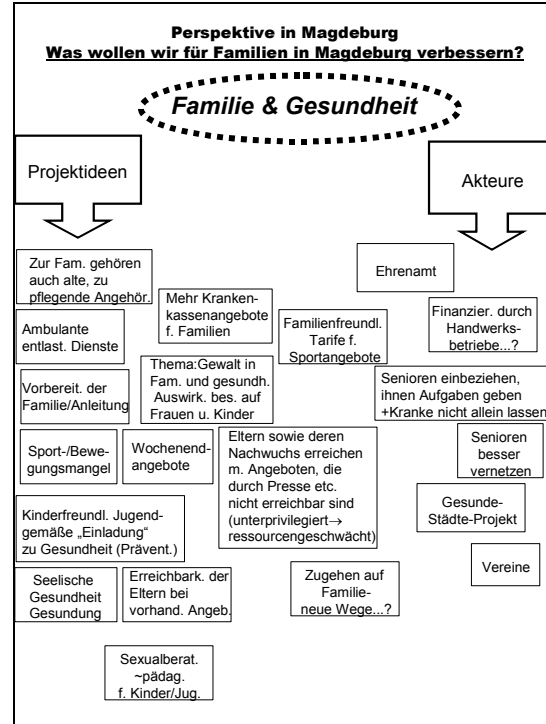 Perspektive in Magdeburg
Was wollen wir für Familien in Magdeburg verbessern?
Familie & Gesundheit
Projektideen
Akteure
Zur Fam. gehören
auch alte, zu
pflegende Angehör.
Ehrenamt
Mehr Kranken-
kassenangebote
f. Familien
Familienfreundl.
Tarife f.
Sportangebote
Finanzier. durch
Handwerks-
betriebe...?
Ambulante
entlast. Dienste
Thema:Gewalt in
Fam. und gesundh.
Auswirk. bes. auf
Frauen u. Kinder
Senioren einbeziehen,
ihnen Aufgaben geben
+Kranke nicht allein lassen
Vorbereit. der
Familie/Anleitung
Sport-/Bewe-
gungsmangel
Wochenend-
angebote
Eltern sowie deren
Nachwuchs erreichen
m. Angeboten, die
durch Presse etc.
nicht erreichbar sind
(unterprivilegiert→
ressourcengeschwächt)
Senioren
besser
vernetzen
Gesunde-
Städte-Projekt
Kinderfreundl. Jugend-
gemäße „Einladung"
zu Gesundheit (Prävent.)
Vereine
Seelische
Gesundheit
Gesundung
Erreichbark. der
Eltern bei
vorhand. Angeb.
Zugehen auf
Familie-
neue Wege...?
Sexualberat.
~pädag.
f. Kinder/Jug.